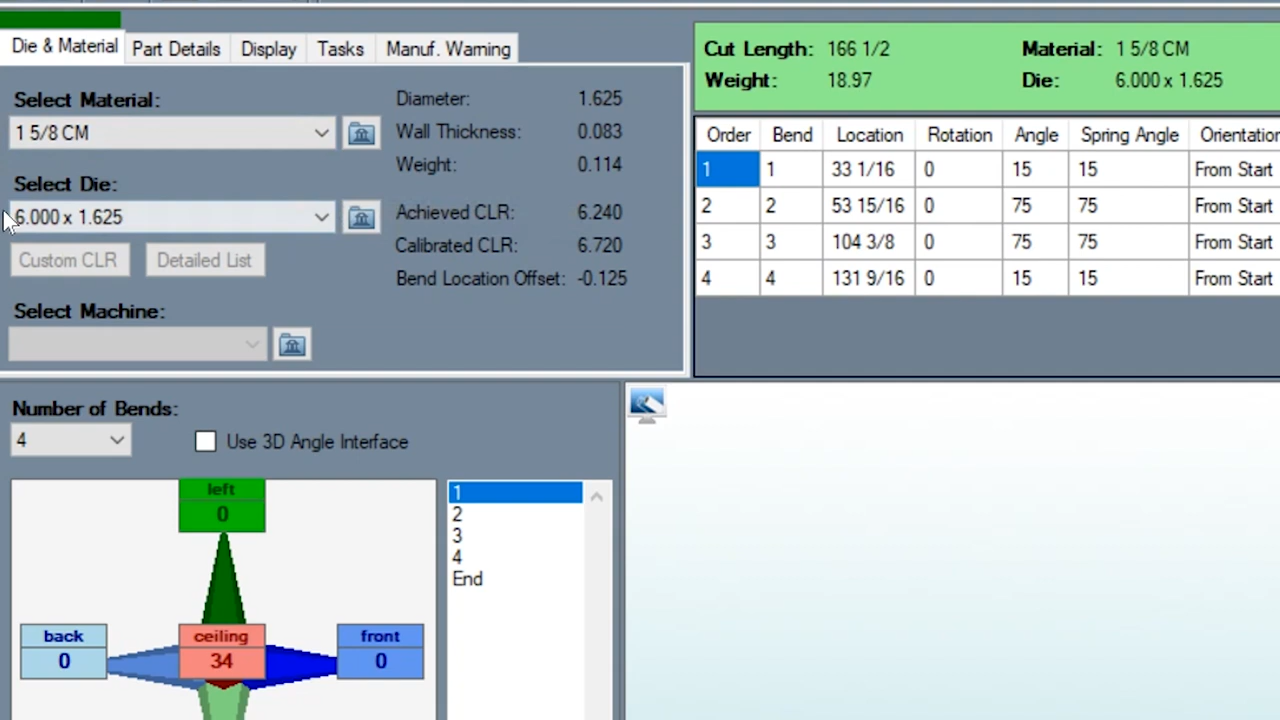 Die & Material Part Details Display Tasks Manuf. Warning
Select Material:
1 5/8 CM
Select Die:
6.000 x 1.625
Custom CLR Detailed List
Select Machine:
Diameter: 1.625
Wall Thickness: 0.083
Weight: 0.114
Achieved CLR: 6.240
Calibrated CLR: 6.720
Bend Location Offset: -0.125
Cut Length: 166 1/2 Material: 1 5/8 CM
Weight: 18.97 Die: 6.000 x 1.625
Order Bend Location Rotation Angle Spring Angle Orientation
1 1 33 1/16 0 15 15 From Start
2 2 53 15/16 0 75 75 From Start
3 3 104 3/8 0 75 75 From Start
4 4 131 9/16 0 15 15 From Start
Number of Bends:
4 Use 3D Angle Interface
left
0
back
0
ceiling
34
front
0
1
2
3
4
End